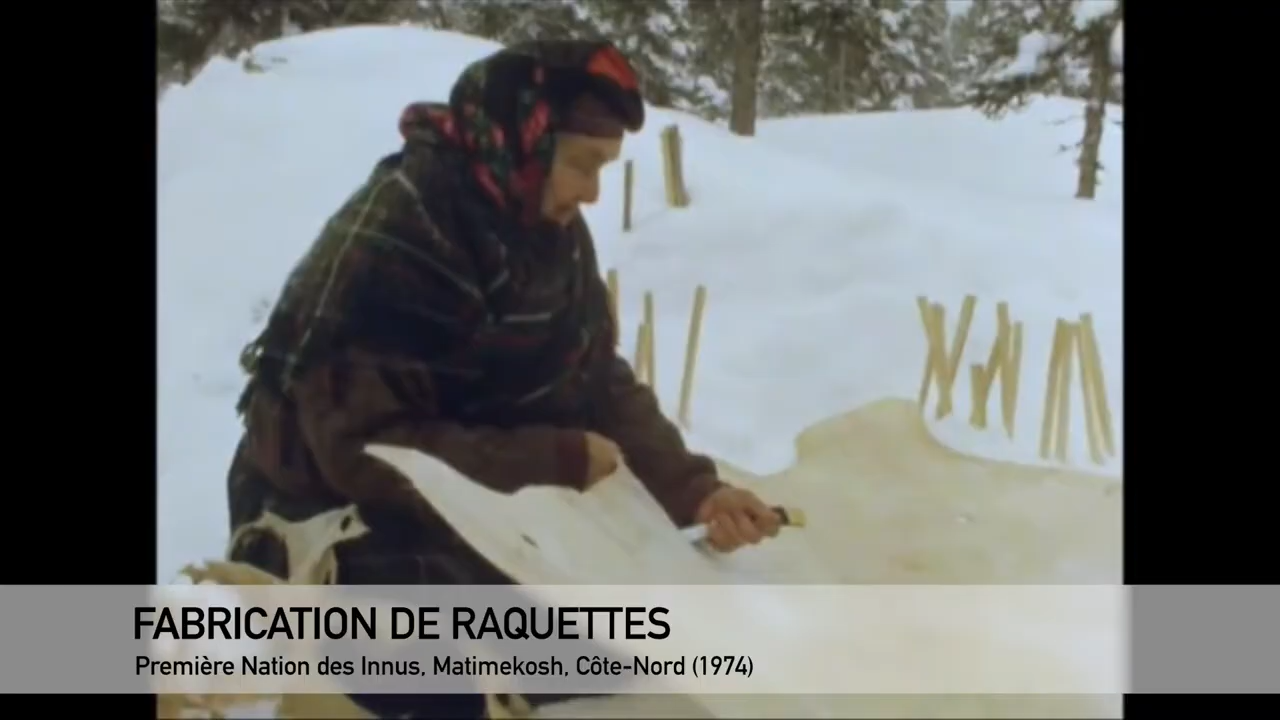 FABRICATION DE RAQUETTES
Première Nation des Innus, Matimekosh, Côte-Nord (1974)